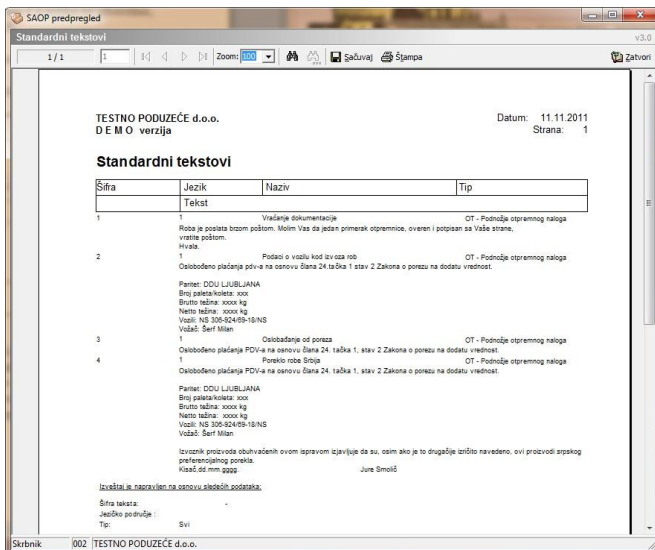 SAOP predpregled
Standardni tekstovi v3.0
1 / 1 1 Zoom: 100 Sačuvaj Štampa Zatvori
TESTNO PODUZEĆE d.o.o. Datum: 11.11.2011
D E M O verzija Strana: 1
Standardni tekstovi
Šifra Jezik Naziv Tip
Tekst
1 1 Vraćanje dokumentacije OT - Podnožje otpremnog naloga
Roba je poslata brzom poštom. Molim Vas da jedan primerak otpremnice, overen i potpisan sa Vaše strane,
vratite poštom.
Hvala.
2 1 Podaci o vozilu kod izvoza rob OT - Podnožje otpremnog naloga
Oslobođeno plaćanja pdv-a na osnovu člana 24.tačka 1 stav 2 Zakona o porezu na dodatu vrednost.
Paritet: DDU LJUBLJANA
Broj paleta/koleta: xxx
Brutto težina: xxxx kg
Netto težina: xxxx kg
Vozili: NS 306-924/69-18/NS
Vožač: Šerf Milan
3 1 Oslobađanje od poreza OT - Podnožje otpremnog naloga
Oslobođeno plaćanja PDV-a na osnovu člana 24. tačka 1, stav 2 Zakona o porezu na dodatu vrednost.
4 1 Poreklo robe Srbija OT - Podnožje otpremnog naloga
Oslobođeno plaćanja PDV-a na osnovu člana 24. tačka 1, stav 2 Zakona o porezu na dodatu vrednost.
Paritet: DDU LJUBLJANA
Broj paleta/koleta: xxx
Brutto težina: xxxx kg
Netto težina: xxxx kg
Vozili: NS 306-924/69-18/NS
Vožač: Šerf Milan
Izvoznik proizvoda obuhvaćenih ovom ispravom izjavljuje da su, osim ako je to drugačije izričito navedeno, ovi proizvodi srpskog
preferencijalnog porekla.
Kisač,dd.mm.gggg. Jure Smolič
Izveštaj je napravljen na osnovu sledećih podataka:
Šifra teksta: -
Jezičko područje :
Tip: Svi
Skrbnik 002 TESTNO PODUZEĆE d.o.o.